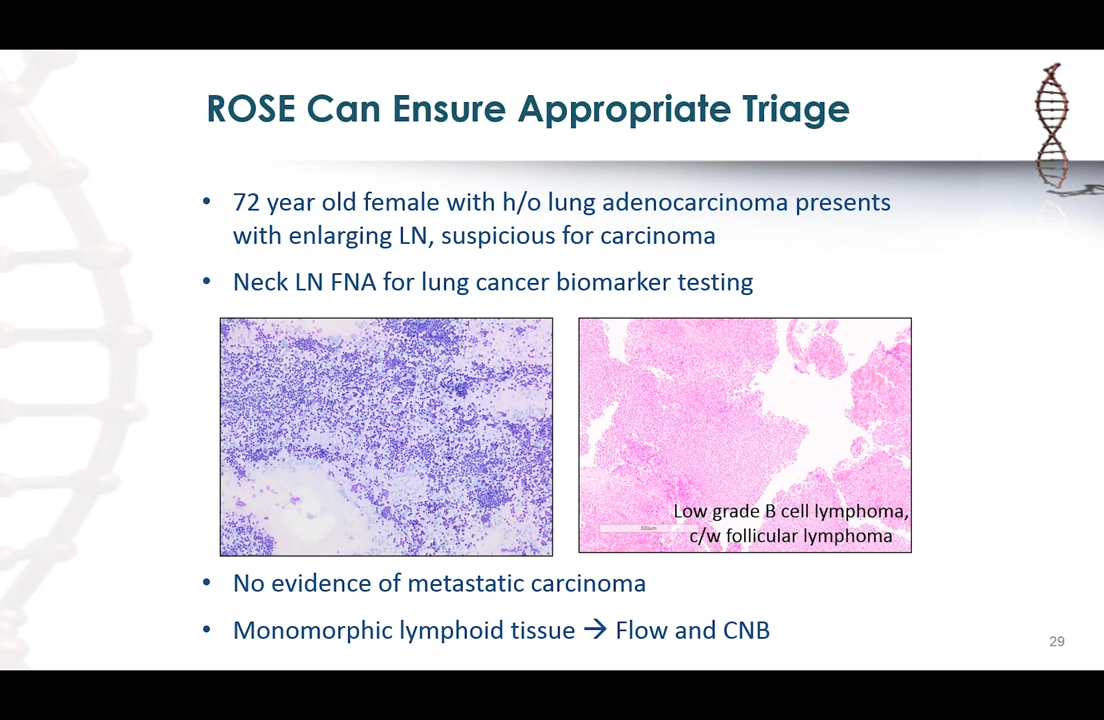 ROSE Can Ensure Appropriate Triage
• 72 year old female with h/o lung adenocarcinoma presents
with enlarging LN, suspicious for carcinoma
• Neck LN FNA for lung cancer biomarker testing
Low grade B cell lymphoma,
c/w follicular lymphoma
500um
• No evidence of metastatic carcinoma
• Monomorphic lymphoid tissue → Flow and CNB
29